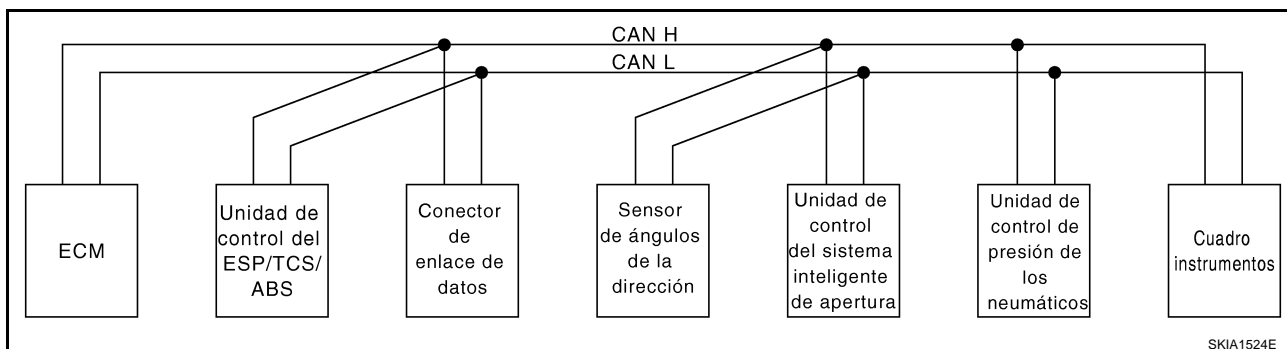 CAN H
CAN L
ECM
Unidad de
control del
ESP/TCS/
ABS
Conector
de
enlace de
datos
Sensor
de ángulos
de la
dirección
Unidad de
control
del sistema
inteligente
de apertura
Unidad de
control de
presión de
los
neumáticos
Cuadro
instrumentos
SKIA1524E